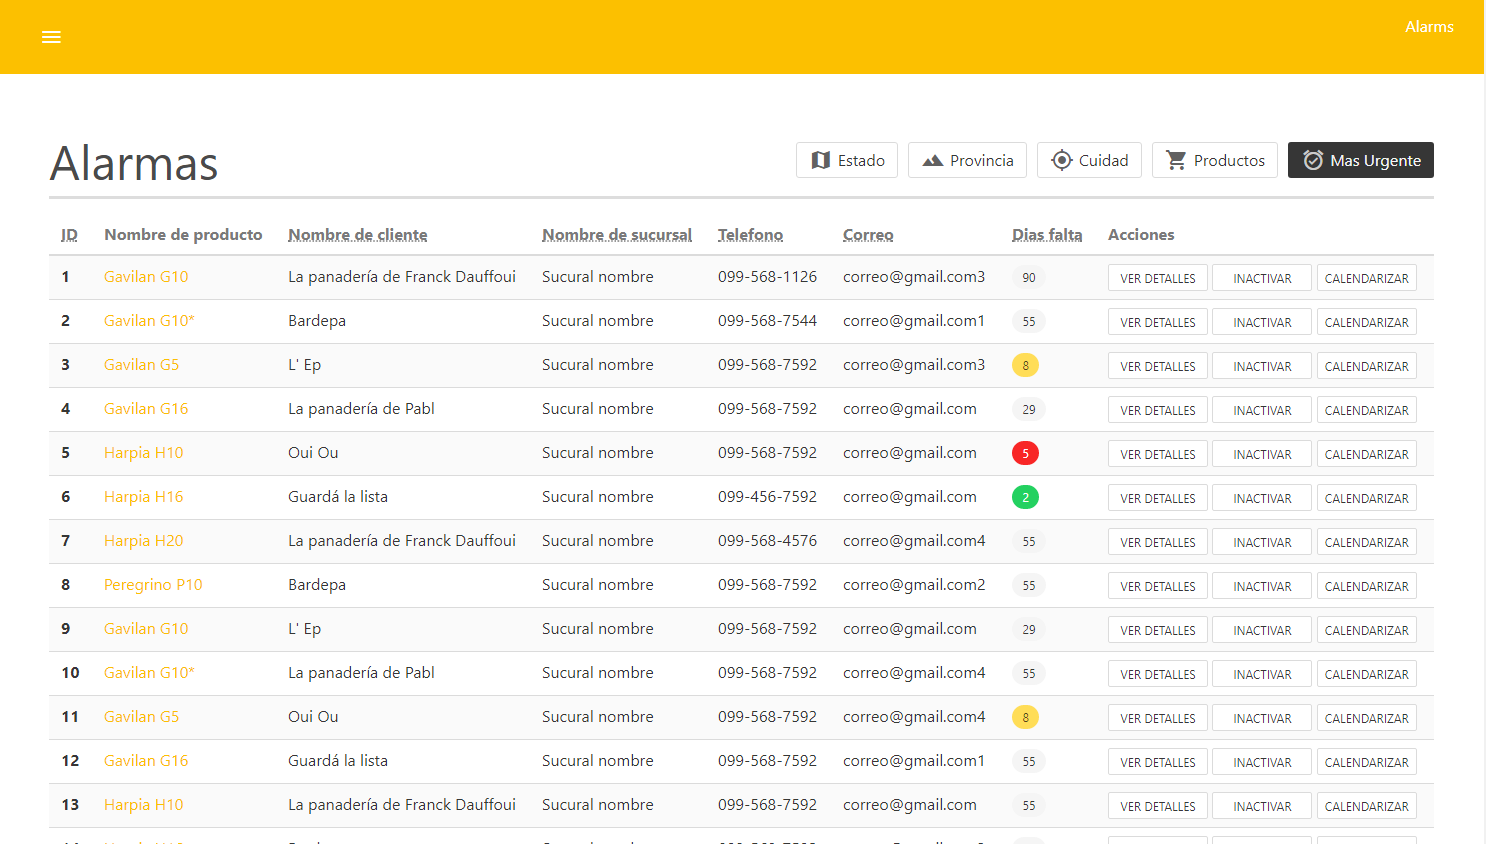 Alarms
Alarmas
Estado Provincia Cuidad Productos Mas Urgente
ID Nombre de producto Nombre de cliente Nombre de sucursal Telefono Correo Dias falta Acciones
1 Gavilan G10 La panadería de Franck Dauffoui Sucural nombre 099-568-1126 correo@gmail.com3 90 VER DETALLES INACTIVAR CALENDARIZAR
2 Gavilan G10* Bardepa Sucural nombre 099-568-7544 correo@gmail.com1 55 VER DETALLES INACTIVAR CALENDARIZAR
3 Gavilan G5 L' Ep Sucural nombre 099-568-7592 correo@gmail.com3 8 VER DETALLES INACTIVAR CALENDARIZAR
4 Gavilan G16 La panadería de Pabl Sucural nombre 099-568-7592 correo@gmail.com 29 VER DETALLES INACTIVAR CALENDARIZAR
5 Harpia H10 Oui Ou Sucural nombre 099-568-7592 correo@gmail.com 5 VER DETALLES INACTIVAR CALENDARIZAR
6 Harpia H16 Guardá la lista Sucural nombre 099-456-7592 correo@gmail.com 2 VER DETALLES INACTIVAR CALENDARIZAR
7 Harpia H20 La panadería de Franck Dauffoui Sucural nombre 099-568-4576 correo@gmail.com4 55 VER DETALLES INACTIVAR CALENDARIZAR
8 Peregrino P10 Bardepa Sucural nombre 099-568-7592 correo@gmail.com2 55 VER DETALLES INACTIVAR CALENDARIZAR
9 Gavilan G10 L' Ep Sucural nombre 099-568-7592 correo@gmail.com 29 VER DETALLES INACTIVAR CALENDARIZAR
10 Gavilan G10* La panadería de Pabl Sucural nombre 099-568-7592 correo@gmail.com4 55 VER DETALLES INACTIVAR CALENDARIZAR
11 Gavilan G5 Oui Ou Sucural nombre 099-568-7592 correo@gmail.com4 8 VER DETALLES INACTIVAR CALENDARIZAR
12 Gavilan G16 Guardá la lista Sucural nombre 099-568-7592 correo@gmail.com1 55 VER DETALLES INACTIVAR CALENDARIZAR
13 Harpia H10 La panadería de Franck Dauffoui Sucural nombre 099-568-7592 correo@gmail.com 55 VER DETALLES INACTIVAR CALENDARIZAR